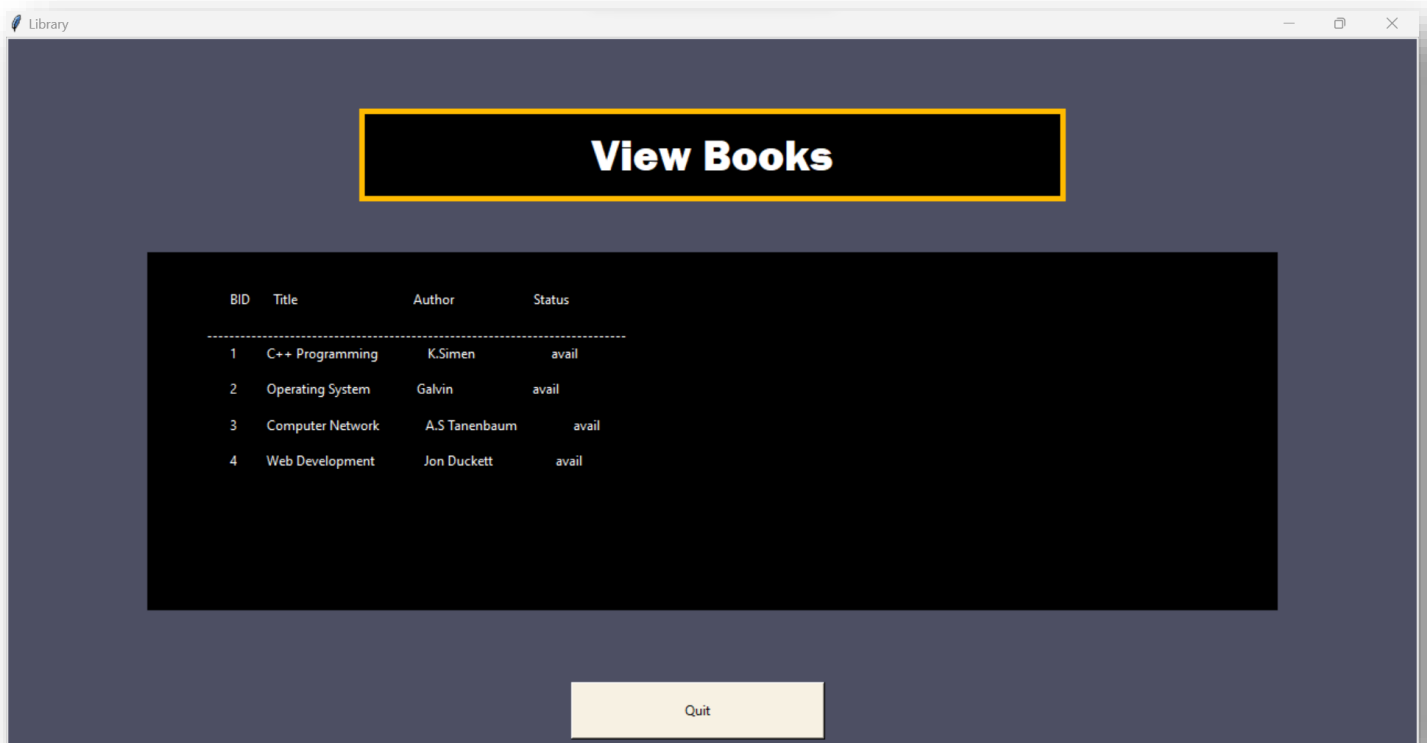 Library
View Books
BID Title Author Status
--------------------------------------------------------------------------
1 C++ Programming K.Simen avail
2 Operating System Galvin avail
3 Computer Network A.S Tanenbaum avail
4 Web Development Jon Duckett avail
Quit